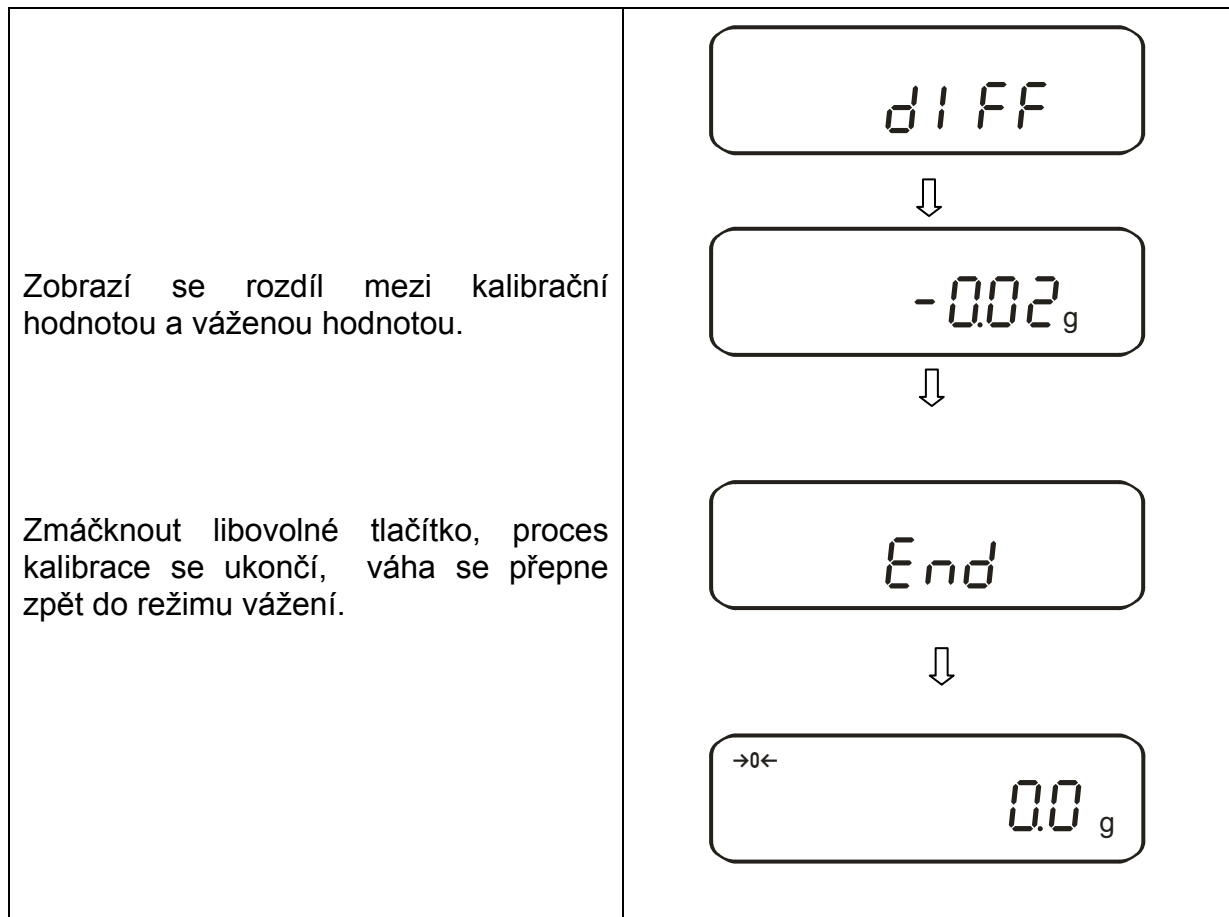 dIFF
Zobrazí se rozdíl mezi kalibrační
hodnotou a váženou hodnotou.
-0.02 g
Zmáčknout libovolné tlačítko, proces
kalibrace se ukončí, váha se přepne
zpět do režimu vážení.
End
→0←
0.0 g